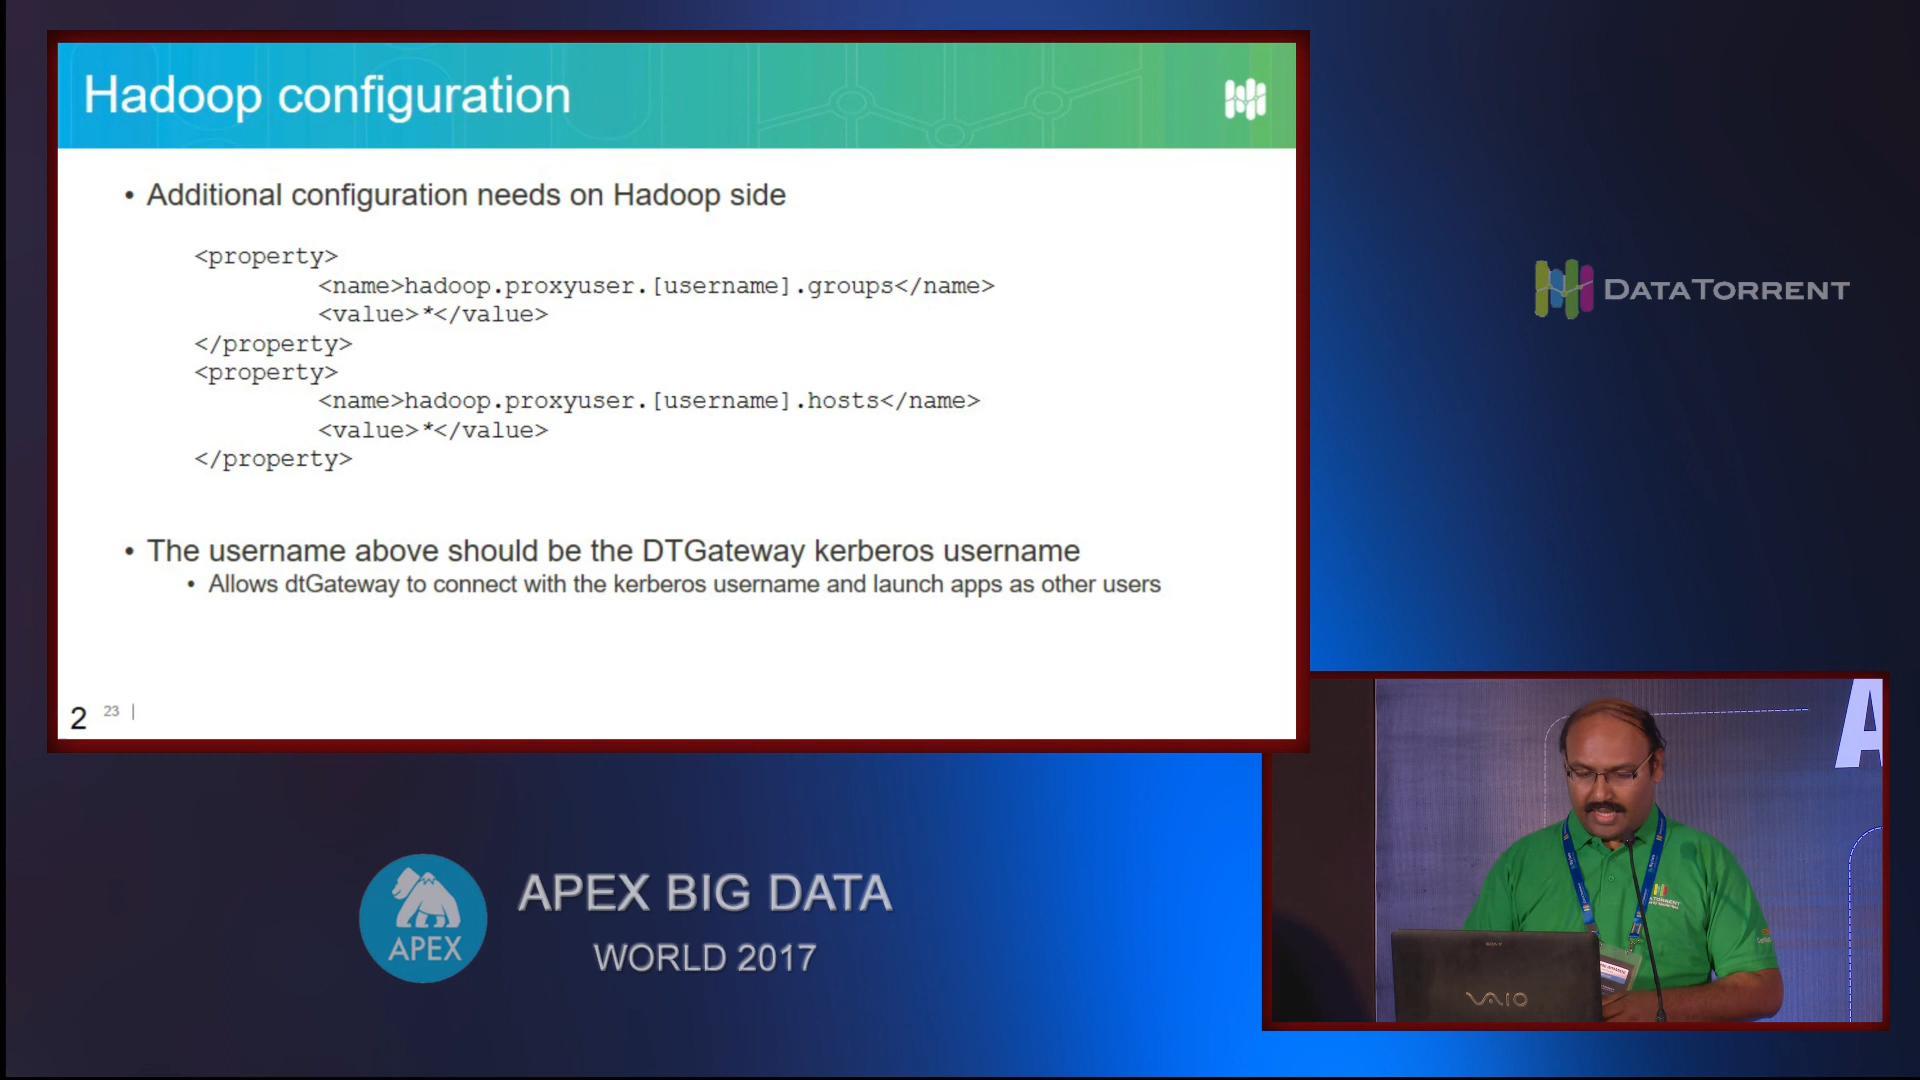 Hadoop configuration
• Additional configuration needs on Hadoop side
<property>
<name>hadoop.proxyuser.[username].groups</name>
<value>*</value>
</property>
<property>
<name>hadoop.proxyuser.[username].hosts</name>
<value>*</value>
</property>
• The username above should be the DTGateway kerberos username
• Allows dtGateway to connect with the kerberos username and launch apps as other users
2 23 |
DATATORRENT
APEX
APEX BIG DATA
WORLD 2017
A
SONY
VAIO